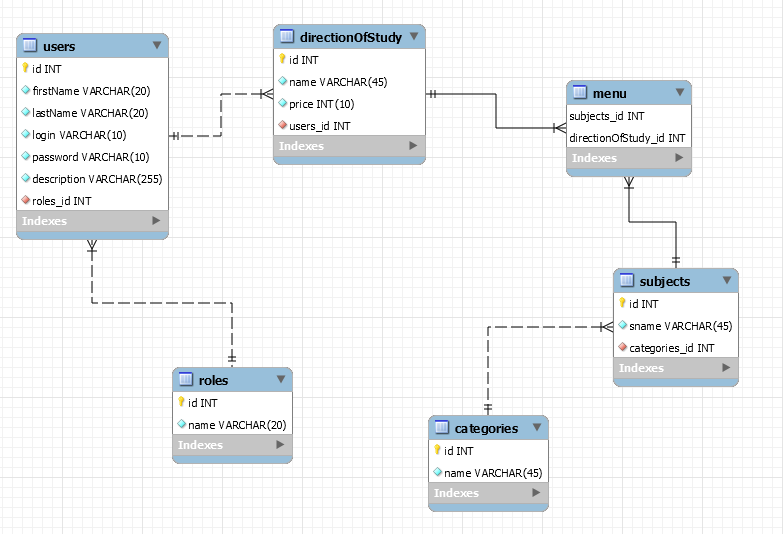 users
id INT
firstName VARCHAR(20)
lastName VARCHAR(20)
login VARCHAR(10)
password VARCHAR(10)
description VARCHAR(255)
roles_id INT
Indexes
directionOfStudy
id INT
name VARCHAR(45)
price INT(10)
users_id INT
Indexes
menu
subjects_id INT
directionOfStudy_id INT
Indexes
subjects
id INT
sname VARCHAR(45)
categories_id INT
Indexes
roles
id INT
name VARCHAR(20)
Indexes
categories
id INT
name VARCHAR(45)
Indexes